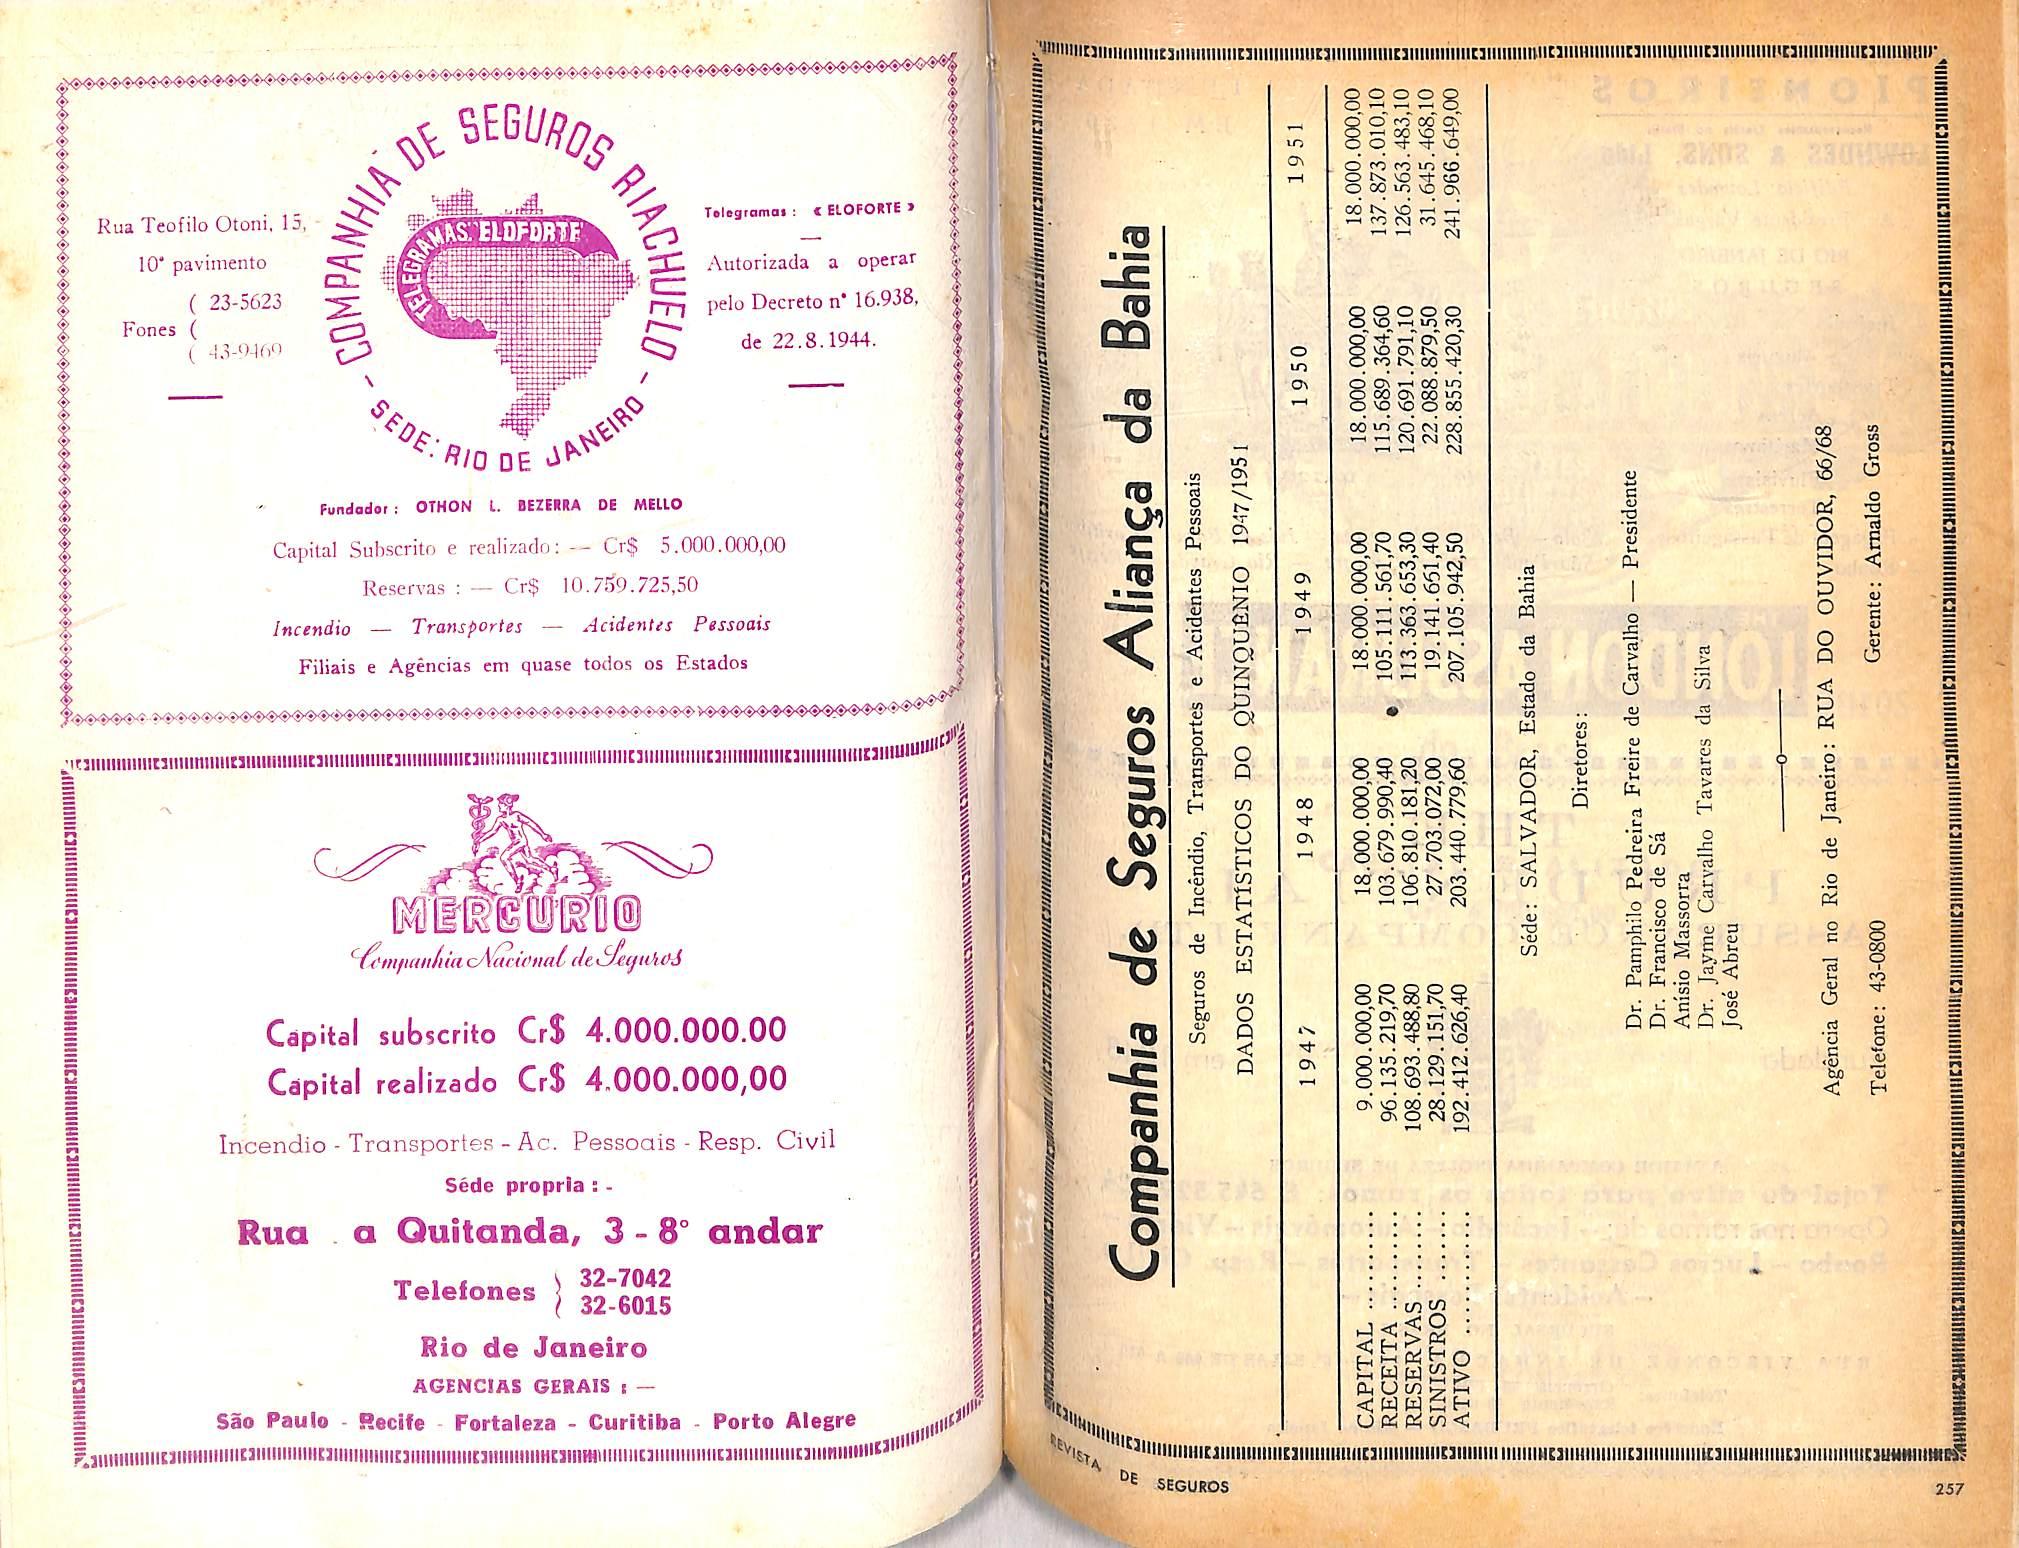 COMPANHIA DE SEGUROS RIACHUELO
- SEDE: RIO DE JANEIRO -
TELEGRAMAS. ELOFORTE
Rua Teofilo Otoni, 15, -
10º pavimento
( 23-5623
Fones (
( 43-9469
Telegramas : « ELOFORTE »
Autorizada a operar
pelo Decreto nº 16.938,
de 22.8.1944.
Fundador : OTHON L. BEZERRA DE MELLO
Capital Subscrito e realizado: — Cr$ 5.000.000,00
Reservas : — Cr$ 10.759.725,50
Incendio — Transportes — Acidentes Pessoais
Filiais e Agências em quase todos os Estados
MERCURIO
Companhia Nacional de Seguros
Capital subscrito Cr$ 4.000.000.00
Capital realizado Cr$ 4.000.000,00
Incendio - Transportes - Ac. Pessoais - Resp. Civil
Séde propria : -
Rua a Quitanda, 3 - 8º andar
Telefones } 32-7042
32-6015
Rio de Janeiro
AGENCIAS GERAIS : —
São Paulo - Recife - Fortaleza - Curitiba - Porto Alegre
Companhia de Seguros Aliança da Bahia
Seguros de Incêndio, Transportes e Acidentes Pessoais
DADOS ESTATÍSTICOS DO QUINQUENIO 1947/1951
1947 1948 1949 1950 1951
CAPITAL .......... 9.000.000,00 18.000.000,00 18.000.000,00 18.000.000,00 18.000.000,00
RECEITA .......... 96.135.219,70 103.679.990,40 105.111.561,70 115.689.364,60 137.873.010,10
RESERVAS ........ 108.693.488,80 106.810.181,20 113.363.653,30 120.691.791,10 126.563.483,10
SINISTROS ....... 28.129.151,70 27.703.072,00 19.141.661,40 22.088.879,50 31.645.468,10
ATIVO ............ 192.412.626,40 203.440.779,60 207.105.942,50 228.855.420,30 241.966.649,00
Séde: SALVADOR, Estado da Bahia
Diretores:
Dr. Pamphilo Pedreira Freire de Carvalho — Presidente
Dr. Francisco de Sá
Anísio Massorra
Dr. Jayme Carvalho Tavares da Silva
José Abreu
Agência Geral no Rio de Janeiro: RUA DO OUVIDOR, 66/68
Telefone: 43-0800 Gerente: Arnaldo Gross
REVISTA DE SEGUROS
257